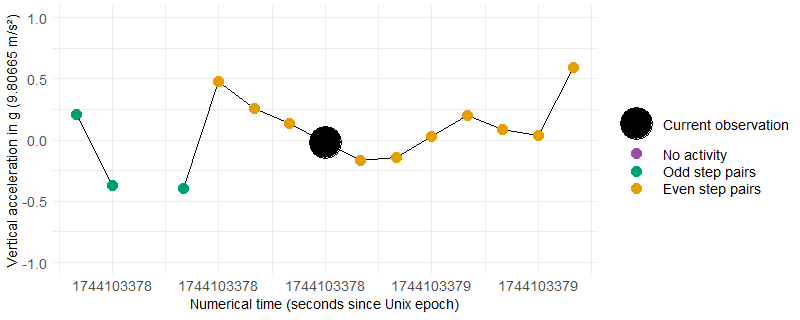 Vertical acceleration in g (9.80665 m/s²)
1.0
0.5
0.0
-0.5
-1.0
1744103378 1744103378 1744103378 1744103379 1744103379
Numerical time (seconds since Unix epoch)
Current observation
No activity
Odd step pairs
Even step pairs